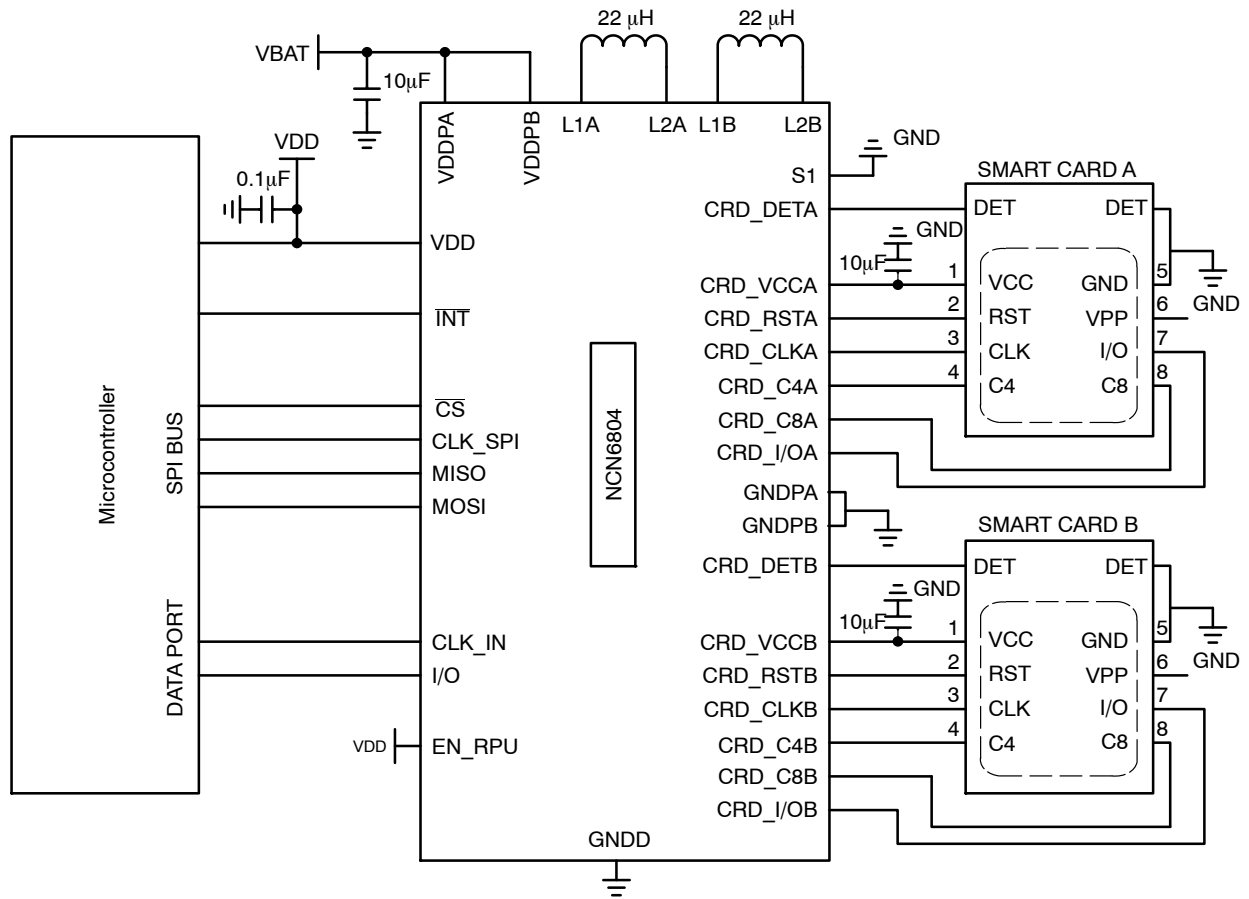 22 μH
22 μH
VBAT
10μF
VDDPA
VDDPB
L1A
L2A
L1B
L2B
VDD
0.1μF
GND
S1
SMART CARD A
CRD_DETA
DET
DET
VDD
GND
10μF
CRD_VCCA
1
VCC
GND
5
GND
INT
CRD_RSTA
2
RST
VPP
6
CRD_CLKA
3
CLK
I/O
7
CRD_C4A
4
C4
C8
8
Microcontroller
SPI BUS
CS
CLK_SPI
MISO
MOSI
NCN6804
CRD_C8A
CRD_I/OA
GNDPA
GNDPB
SMART CARD B
CRD_DETB
DET
DET
GND
10μF
DATA PORT
CLK_IN
I/O
CRD_VCCB
1
VCC
GND
5
GND
CRD_RSTB
2
RST
VPP
6
CRD_CLKB
3
CLK
I/O
7
VDD
EN_RPU
CRD_C4B
4
C4
C8
8
CRD_C8B
CRD_I/OB
GNDD